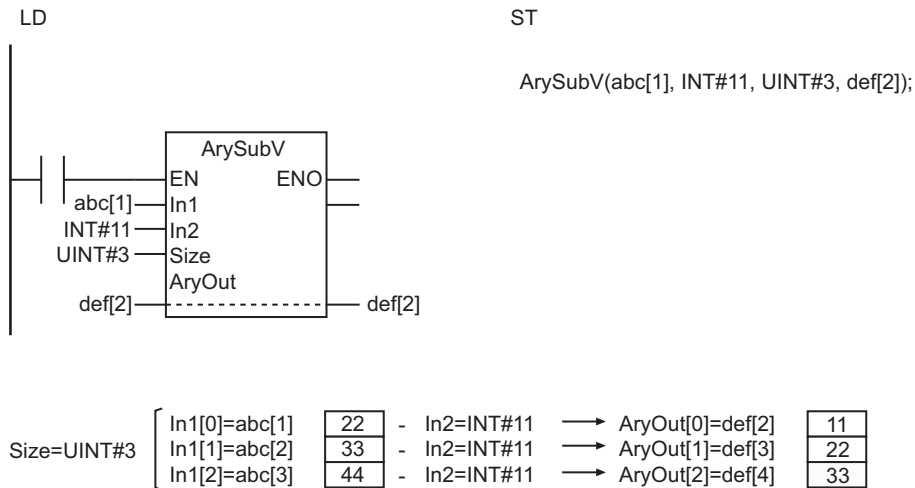 LD
ST
ArySubV(abc[1], INT#11, UINT#3, def[2]);
ArySubV
EN ENO
abc[1] In1
INT#11 In2
UINT#3 Size
AryOut
def[2] def[2]
Size=UINT#3
In1[0]=abc[1] 22 - In2=INT#11 → AryOut[0]=def[2] 11
In1[1]=abc[2] 33 - In2=INT#11 → AryOut[1]=def[3] 22
In1[2]=abc[3] 44 - In2=INT#11 → AryOut[2]=def[4] 33